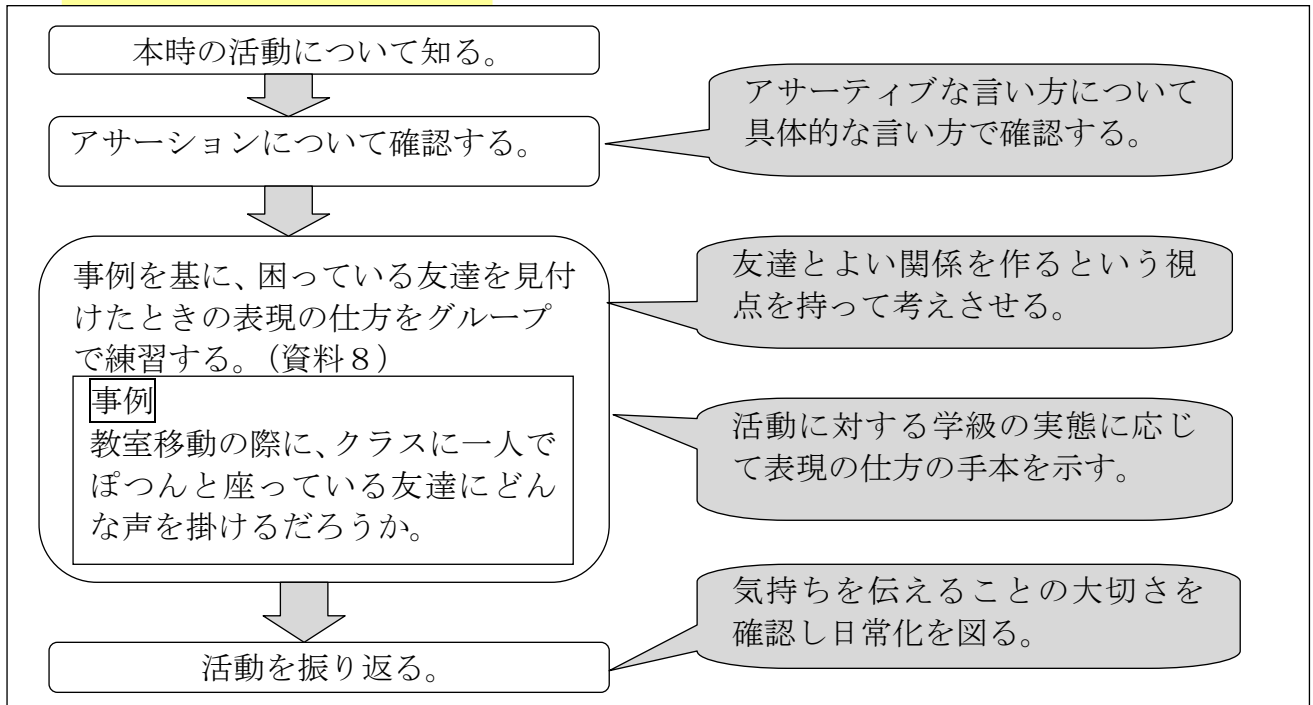 本時の活動について知る。
アサーションについて確認する。
アサーティブな言い方について
具体的な言い方で確認する。
事例を基に、困っている友達を見付
けたときの表現の仕方をグループ
で練習する。(資料8)
事例
教室移動の際に、クラスに一人で
ぽつんと座っている友達にどん
な声を掛けるだろうか。
友達とよい関係を作るという視
点を持って考えさせる。
活動に対する学級の実態に応じ
て表現の仕方の手本を示す。
活動を振り返る。
気持ちを伝えることの大切さを
確認し日常化を図る。